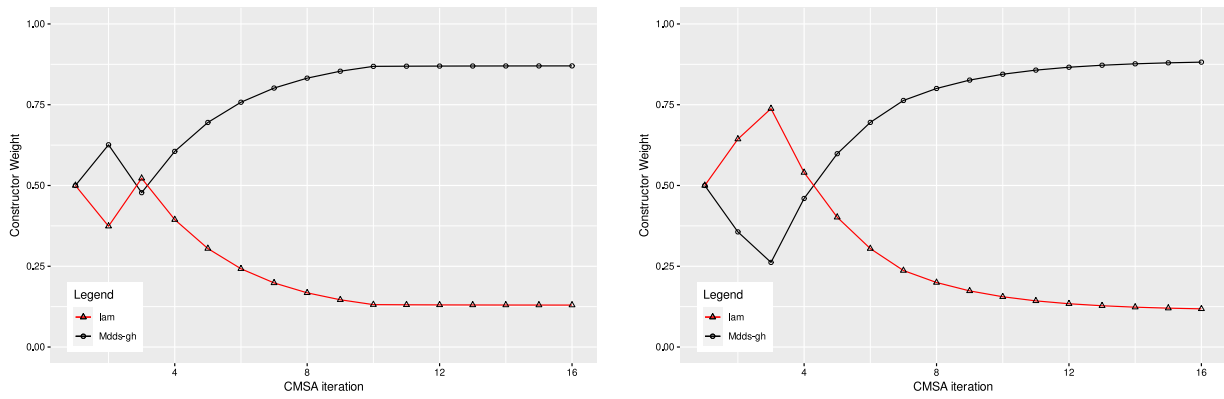 1.00
0.75
0.50
0.25
0.00
Constructor Weight
Legend
Iam
Mdds-gh
4
8
12
16
CMSA iteration
1.00
0.75
0.50
0.25
0.00
Constructor Weight
Legend
Iam
Mdds-gh
4
8
12
16
CMSA iteration